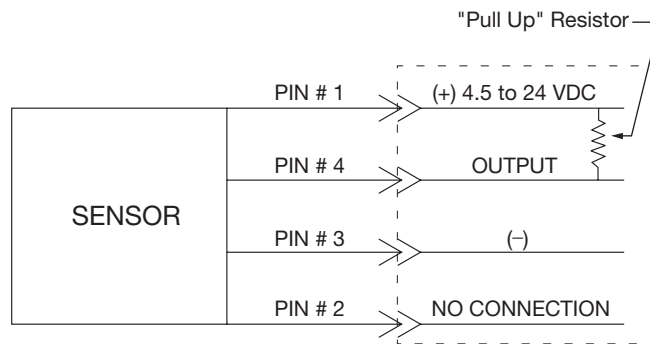 "Pull Up" Resistor
PIN # 1 (+) 4.5 to 24 VDC
PIN # 4 OUTPUT
SENSOR
PIN # 3 (–)
PIN # 2 NO CONNECTION